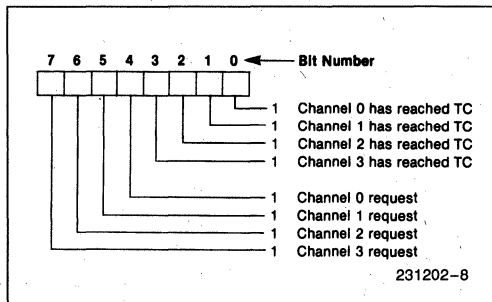 7 6 5 4 3 2 1 0 Bit Number
1 Channel 0 has reached TC
1 Channel 1 has reached TC
1 Channel 2 has reached TC
1 Channel 3 has reached TC
1 Channel 0 request
1 Channel 1 request
1 Channel 2 request
1 Channel 3 request
231202–8